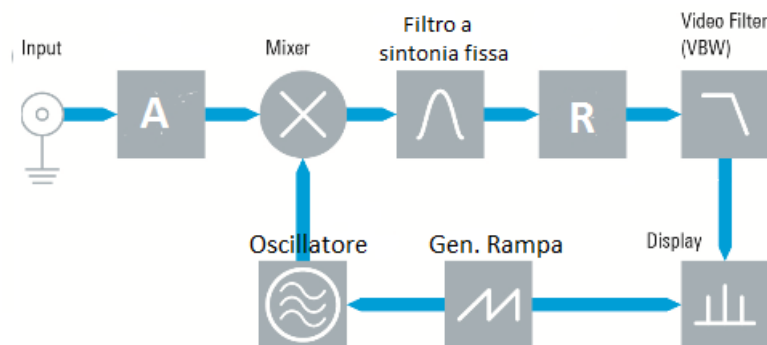 Input
Mixer
Filtro a
sintonia fissa
Video Filter
(VBW)
A
R
Oscillatore
Gen. Rampa
Display